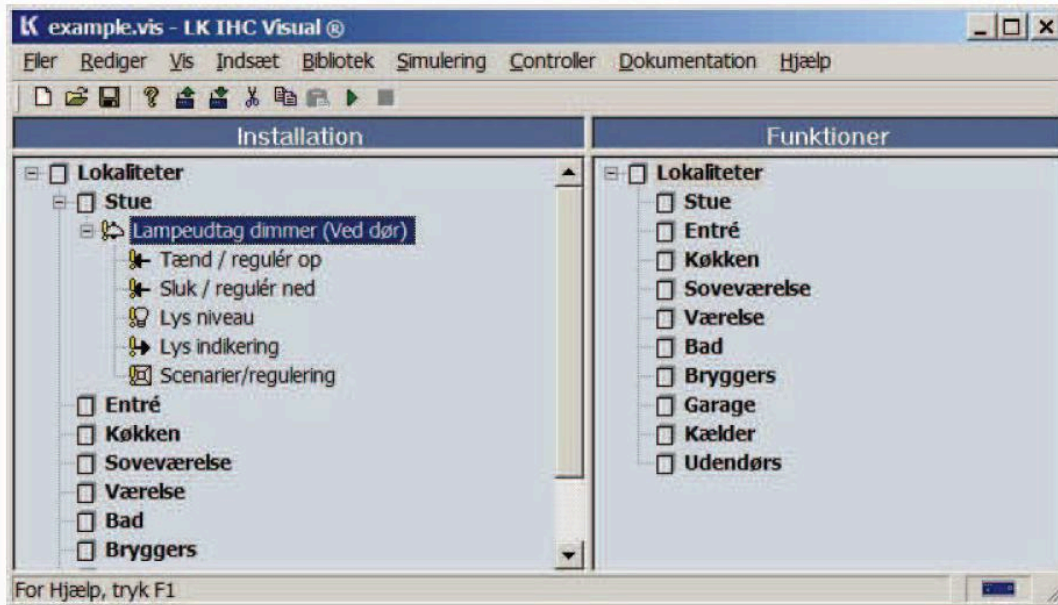 LK example.vis - LK IHC Visual ®
Filer Rediger Vis Indsæt Bibliotek Simulering Controller Dokumentation Hjælp
Installation
Lokaliteter
Stue
Lampeudtag dimmer (Ved dør)
Tænd / regulér op
Sluk / regulér ned
Lys niveau
Lys indikering
Scenarier/regulering
Entré
Køkken
Soveværelse
Værelse
Bad
Bryggers
Funktioner
Lokaliteter
Stue
Entré
Køkken
Soveværelse
Værelse
Bad
Bryggers
Garage
Kælder
Udendørs
For Hjælp, tryk F1